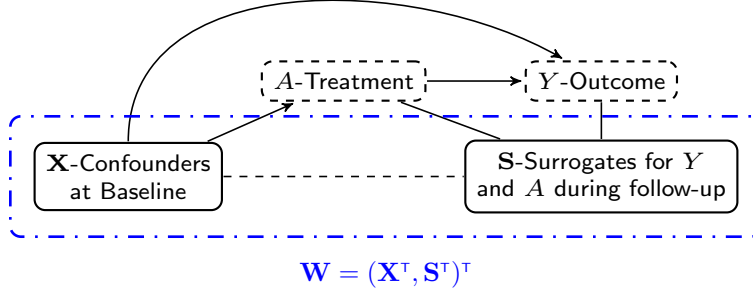 A-Treatment
Y-Outcome
X-Confounders
at Baseline
S-Surrogates for Y
and A during follow-up
W = (Xᵀ, Sᵀ)ᵀ